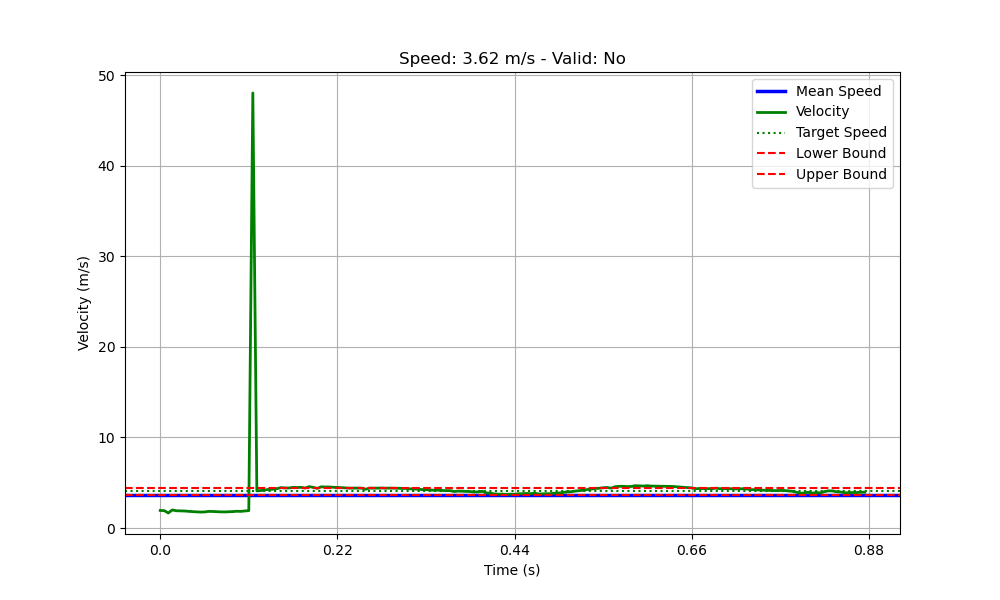 Speed: 3.62 m/s - Valid: No
Mean Speed
Velocity
Target Speed
Lower Bound
Upper Bound
50
40
30
20
10
0
Velocity (m/s)
0.0 0.22 0.44 0.66 0.88
Time (s)